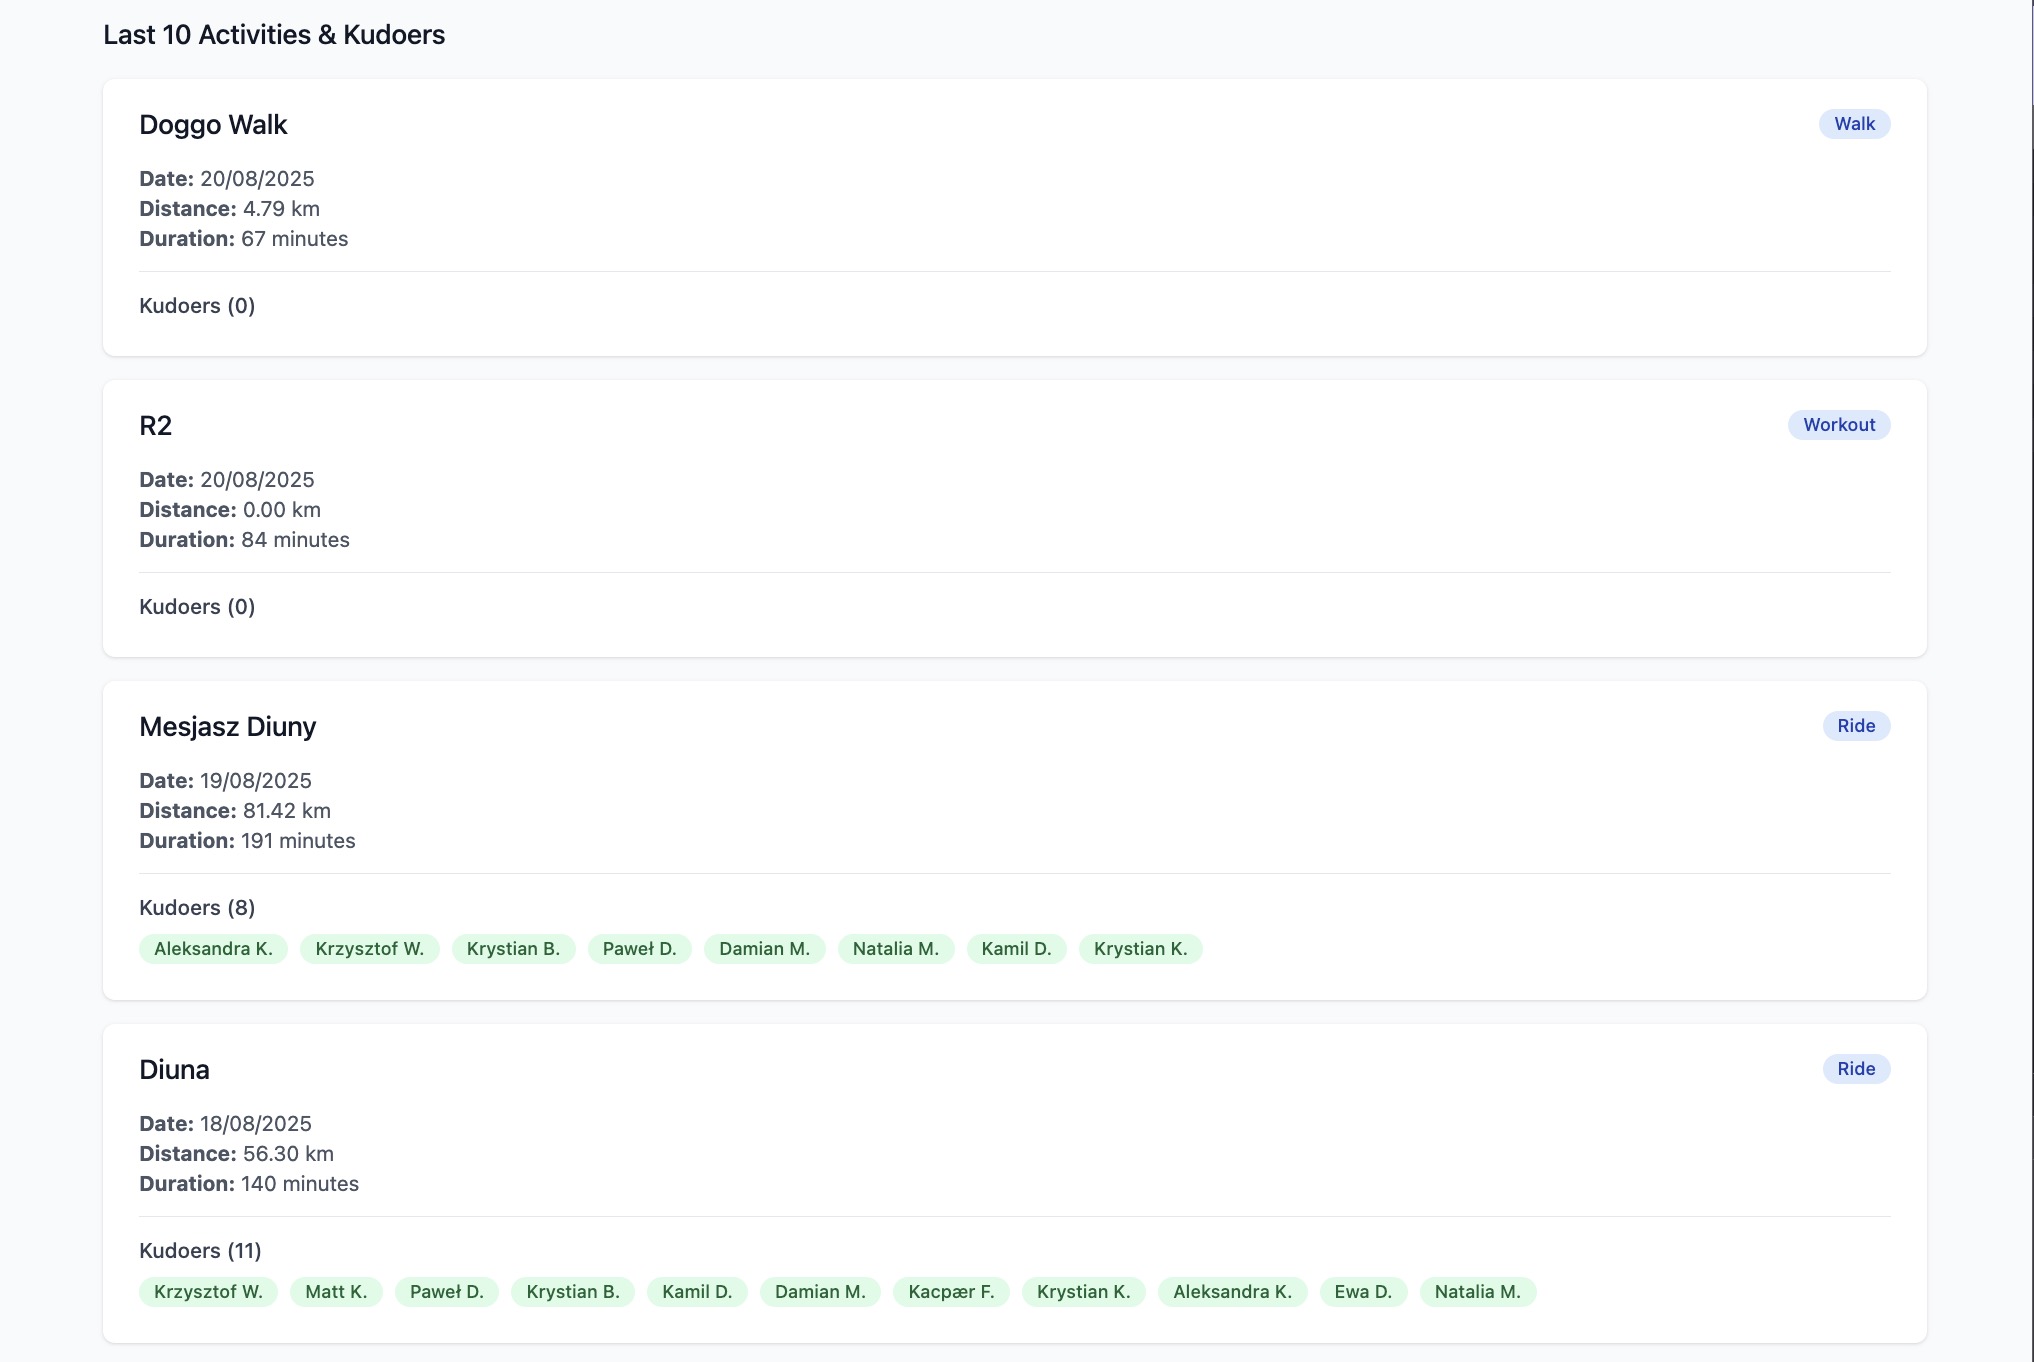 Last 10 Activities & Kudoers
Doggo Walk
Walk
Date: 20/08/2025
Distance: 4.79 km
Duration: 67 minutes
Kudoers (0)
R2
Workout
Date: 20/08/2025
Distance: 0.00 km
Duration: 84 minutes
Kudoers (0)
Mesjasz Diuny
Ride
Date: 19/08/2025
Distance: 81.42 km
Duration: 191 minutes
Kudoers (8)
Aleksandra K. Krzysztof W. Krystian B. Paweł D. Damian M. Natalia M. Kamil D. Krystian K.
Diuna
Ride
Date: 18/08/2025
Distance: 56.30 km
Duration: 140 minutes
Kudoers (11)
Krzysztof W. Matt K. Paweł D. Krystian B. Kamil D. Damian M. Kacpær F. Krystian K. Aleksandra K. Ewa D. Natalia M.